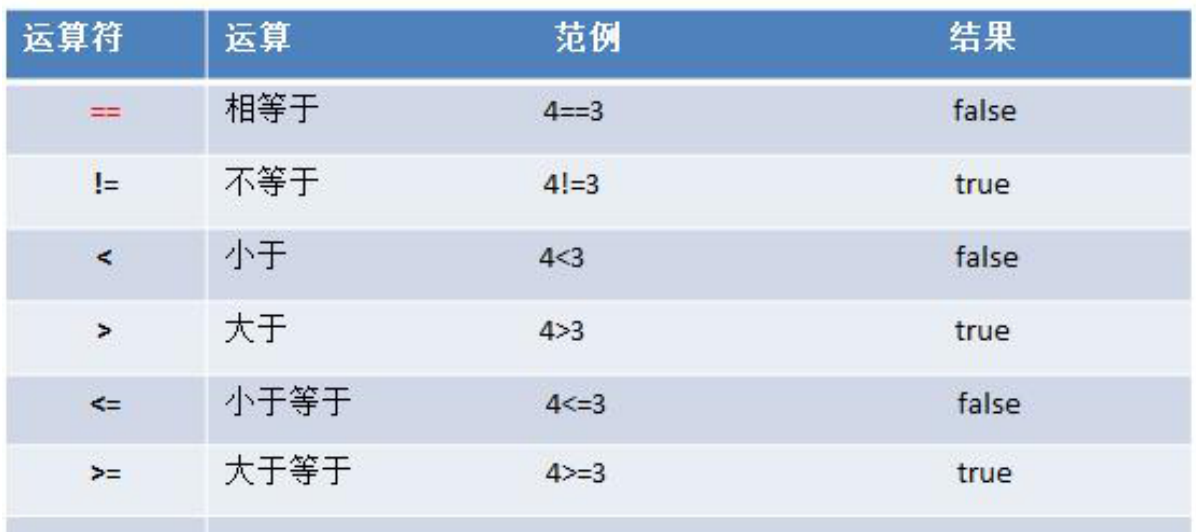 运算符 运算 范例 结果
== 相等于 4==3 false
!= 不等于 4!=3 true
< 小于 4<3 false
> 大于 4>3 true
<= 小于等于 4<=3 false
>= 大于等于 4>=3 true